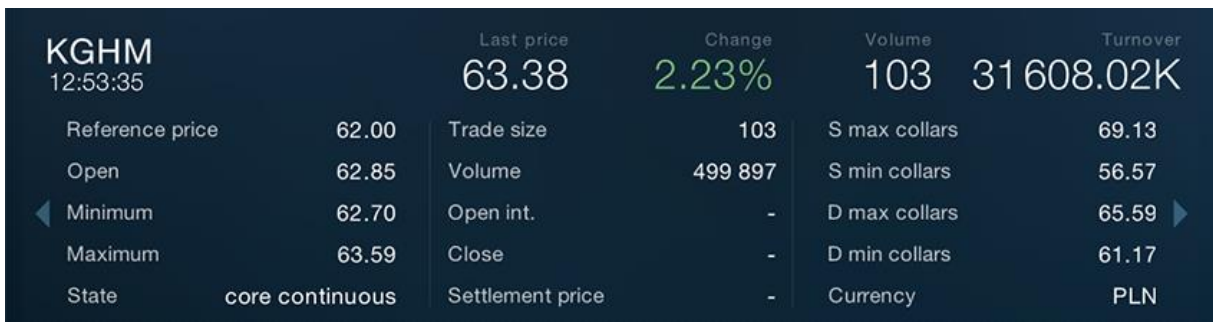 KGHM
12:53:35
Last price
63.38
Change
2.23%
Volume
103
Turnover
31608.02K
Reference price 62.00
Open 62.85
Minimum 62.70
Maximum 63.59
State core continuous
Trade size 103
Volume 499 897
Open int. -
Close -
Settlement price -
S max collars 69.13
S min collars 56.57
D max collars 65.59
D min collars 61.17
Currency PLN